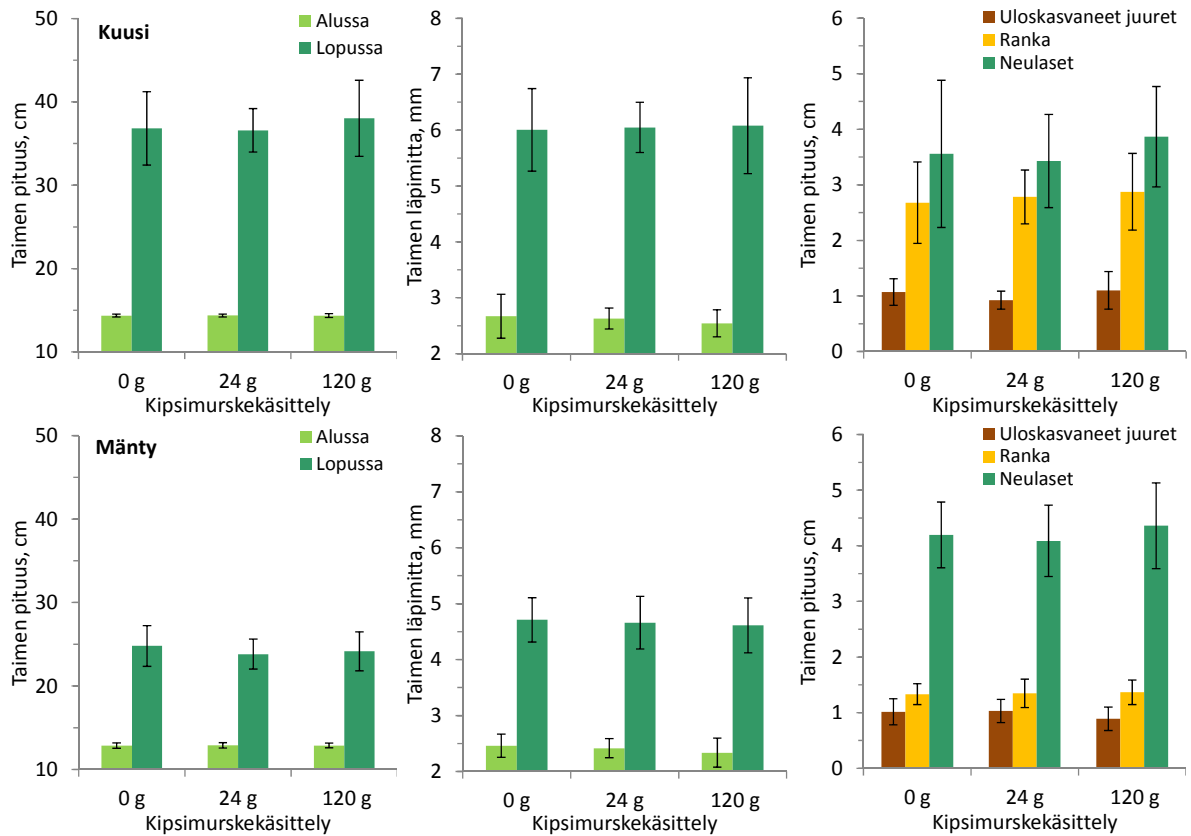 Kuusi
Alussa
Lopussa
Taimen pituus, cm
50
40
30
20
10
0 g 24 g 120 g
Kipsimurskekäsittely
Taimen läpimitta, mm
8
7
6
5
4
3
2
0 g 24 g 120 g
Kipsimurskekäsittely
Uloskasvaneet juuret
Ranka
Neulaset
Taimen pituus, cm
6
5
4
3
2
1
0
0 g 24 g 120 g
Kipsimurskekäsittely
Mänty
Alussa
Lopussa
Taimen pituus, cm
50
40
30
20
10
0 g 24 g 120 g
Kipsimurskekäsittely
Taimen läpimitta, mm
8
7
6
5
4
3
2
0 g 24 g 120 g
Kipsimurskekäsittely
Uloskasvaneet juuret
Ranka
Neulaset
Taimen pituus, cm
6
5
4
3
2
1
0
0 g 24 g 120 g
Kipsimurskekäsittely